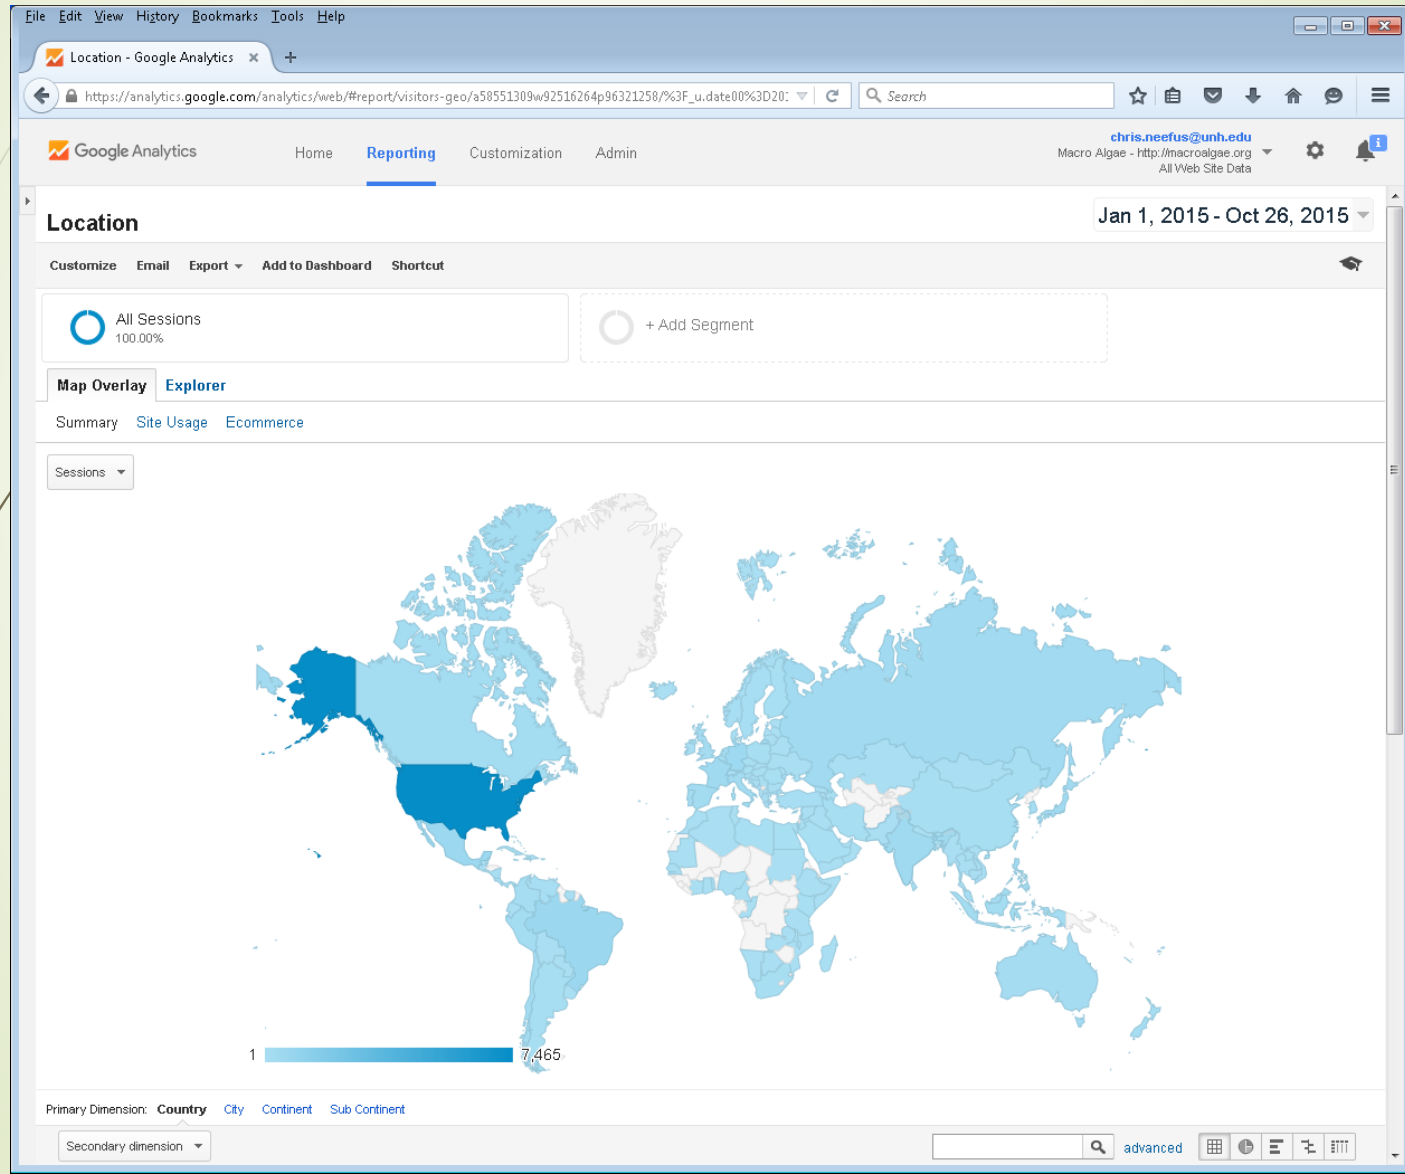 File Edit View History Bookmarks Tools Help
Location - Google Analytics
https://analytics.google.com/analytics/web/#report/visitors-geo/a58551309w92516264p96321258/%3F_u.date00%3D20
Search
Google Analytics
Home Reporting Customization Admin
chris.neefus@unh.edu
Macro Algae - http://macroalgae.org
All Web Site Data
1
Location
Jan 1, 2015 - Oct 26, 2015
Customize Email Export Add to Dashboard Shortcut
All Sessions
100.00%
+ Add Segment
Map Overlay Explorer
Summary Site Usage Ecommerce
Sessions
1 7,465
Primary Dimension: Country City Continent Sub Continent
Secondary dimension
advanced